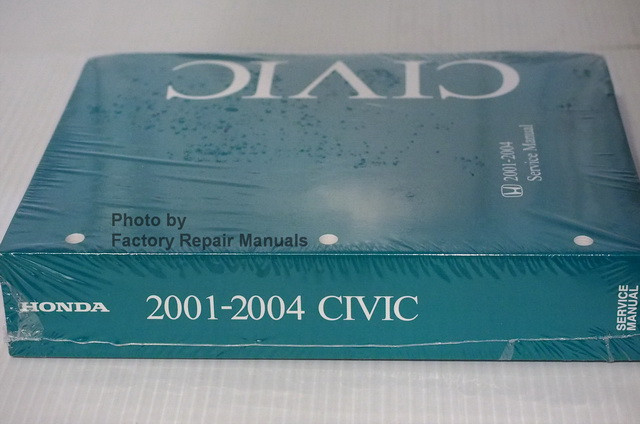 CIVIC
2001-2004
Service Manual
Photo by
Factory Repair Manuals
HONDA 2001-2004 CIVIC
SERVICE
MANUAL